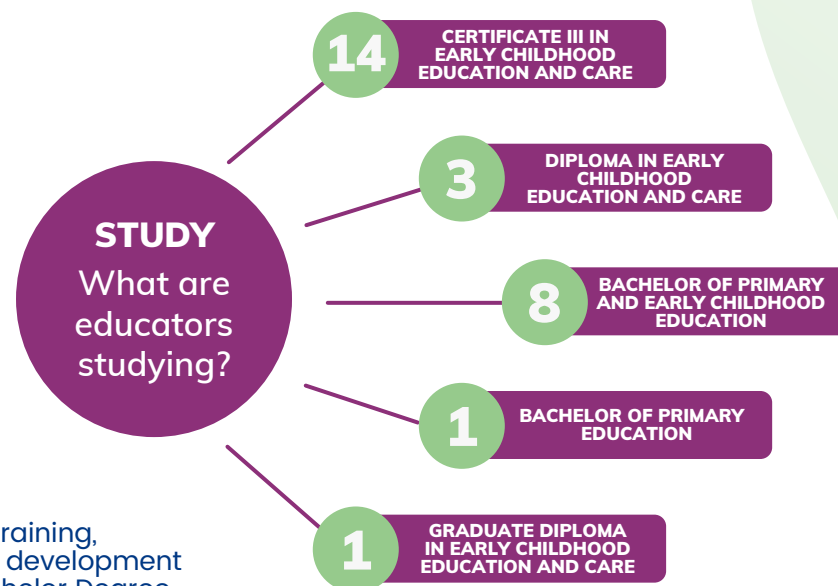 14
CERTIFICATE III IN
EARLY CHILDHOOD
EDUCATION AND CARE
3
DIPLOMA IN EARLY
CHILDHOOD
EDUCATION AND CARE
STUDY
What are
educators
studying?
8
BACHELOR OF PRIMARY
AND EARLY CHILDHOOD
EDUCATION
1
BACHELOR OF PRIMARY
EDUCATION
1
GRADUATE DIPLOMA
IN EARLY CHILDHOOD
EDUCATION AND CARE
raining,
development
Degree